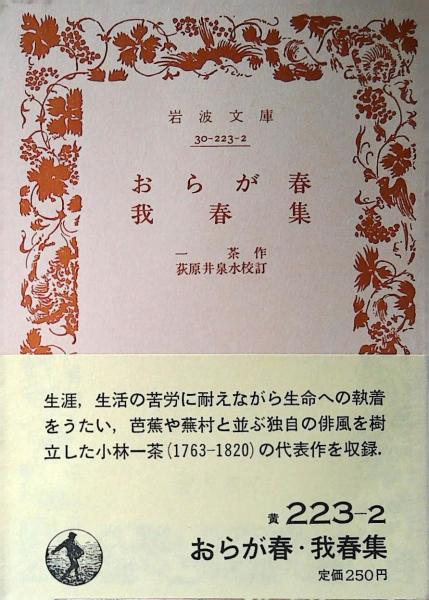 岩波文庫
30-223-2
おらが春
我春集
一茶作
荻原井泉水校訂
生涯，生活の苦労に耐えながら生命への執着
をうたい，芭蕉や蕪村と並ぶ独自の俳風を樹
立した小林一茶(1763-1820)の代表作を収録．
黄 223-2
おらが春・我春集
定価250円